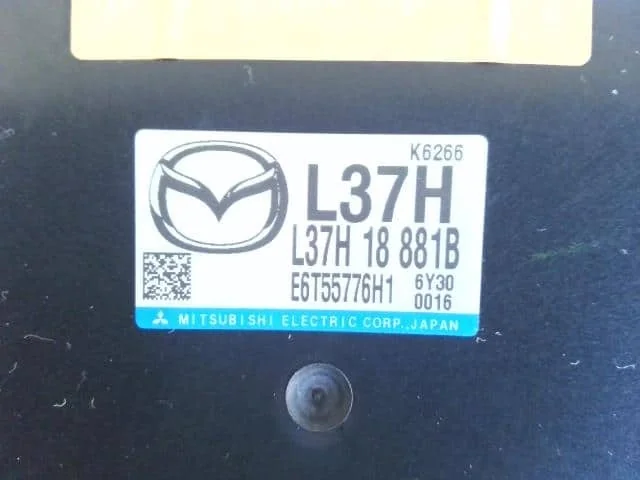 K6266
L37H
L37H 18 881B
E6T55776H1 6Y30
0016
MITSUBISHI ELECTRIC CORP., JAPAN